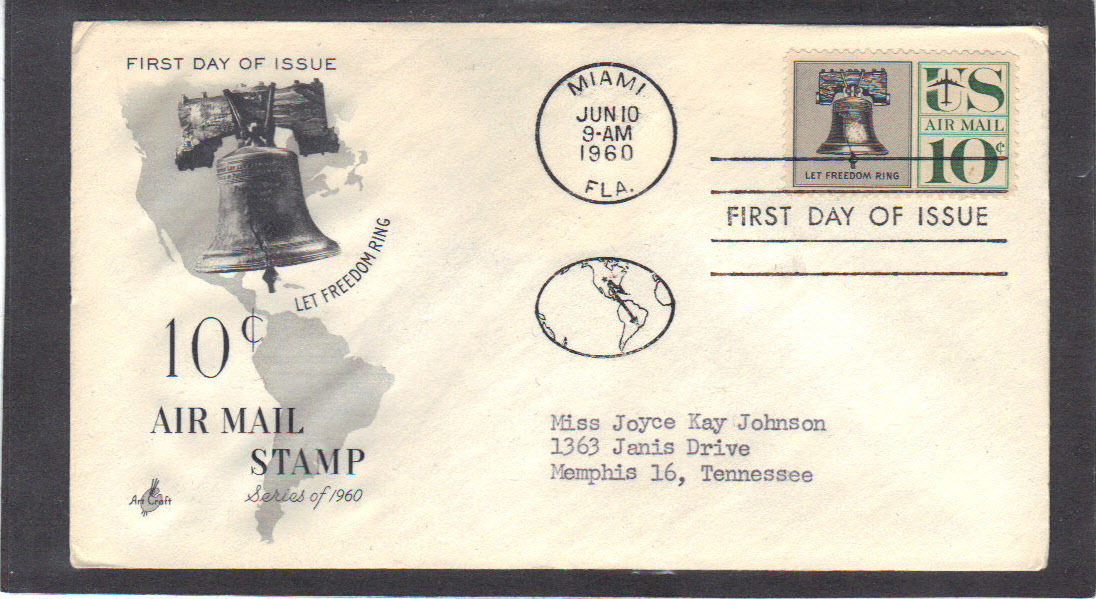 FIRST DAY OF ISSUE
LET FREEDOM RING
10¢
AIR MAIL
STAMP
Series of 1960
Art Craft
MIAMI
JUN 10
9-AM
1960
FLA.
US
AIR MAIL
10¢
LET FREEDOM RING
FIRST DAY OF ISSUE
Miss Joyce Kay Johnson
1363 Janis Drive
Memphis 16, Tennessee